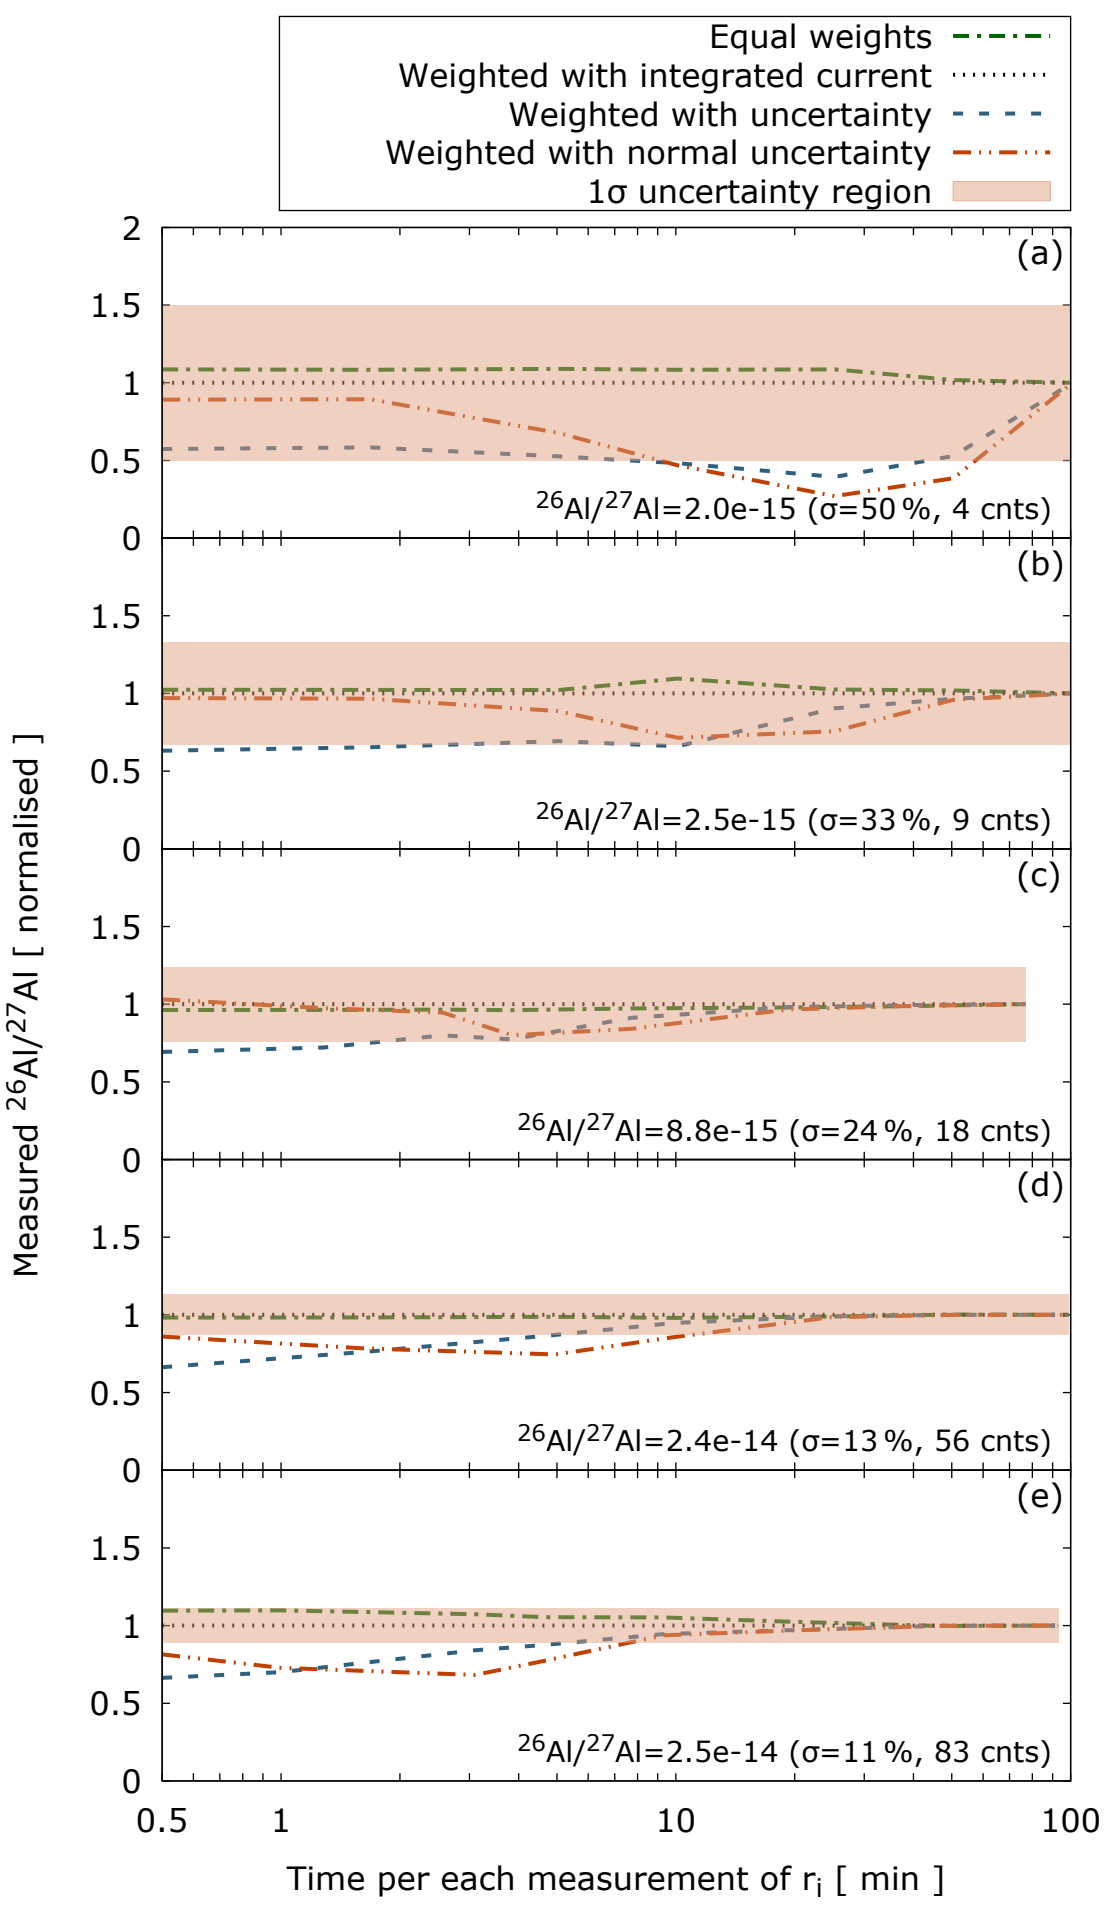 Equal weights
Weighted with integrated current
Weighted with uncertainty
Weighted with normal uncertainty
1σ uncertainty region
Measured ²⁶Al/²⁷Al [ normalised ]
2
(a)
1.5
1
0.5
²⁶Al/²⁷Al=2.0e-15 (σ=50 %, 4 cnts)
0
(b)
1.5
1
0.5
²⁶Al/²⁷Al=2.5e-15 (σ=33 %, 9 cnts)
0
(c)
1.5
1
0.5
²⁶Al/²⁷Al=8.8e-15 (σ=24 %, 18 cnts)
0
(d)
1.5
1
0.5
²⁶Al/²⁷Al=2.4e-14 (σ=13 %, 56 cnts)
0
(e)
1.5
1
0.5
²⁶Al/²⁷Al=2.5e-14 (σ=11 %, 83 cnts)
0
0.5 1 10 100
Time per each measurement of rᵢ [ min ]